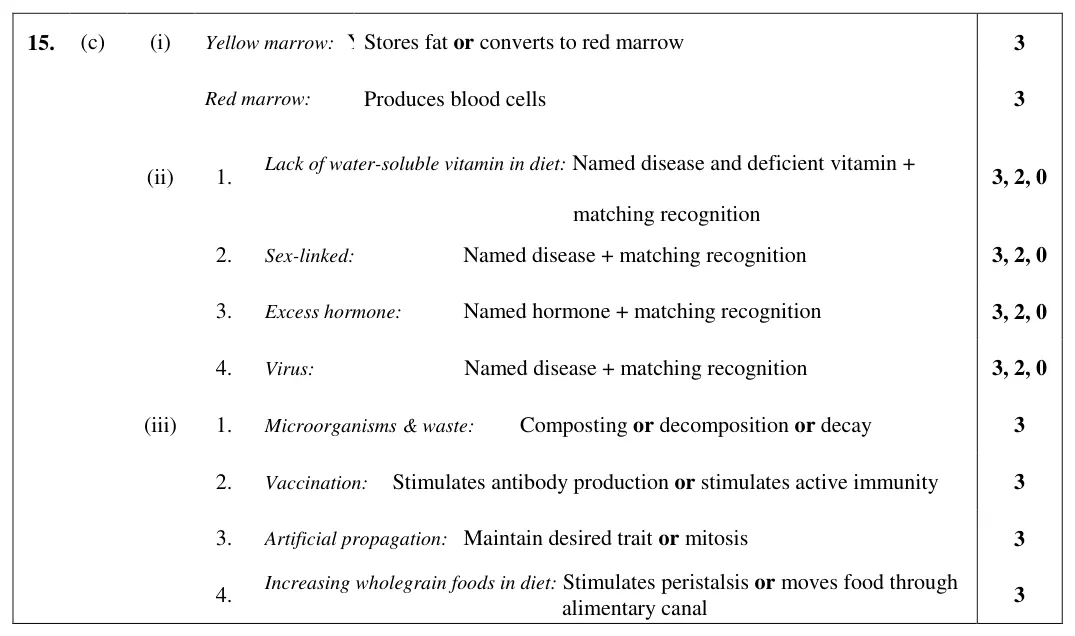 15. (c) (i) Yellow marrow: Stores fat or converts to red marrow 3
Red marrow: Produces blood cells 3
(ii) 1. Lack of water-soluble vitamin in diet: Named disease and deficient vitamin + 3, 2, 0
matching recognition
2. Sex-linked: Named disease + matching recognition 3, 2, 0
3. Excess hormone: Named hormone + matching recognition 3, 2, 0
4. Virus: Named disease + matching recognition 3, 2, 0
(iii) 1. Microorganisms & waste: Composting or decomposition or decay 3
2. Vaccination: Stimulates antibody production or stimulates active immunity 3
3. Artificial propagation: Maintain desired trait or mitosis 3
4. Increasing wholegrain foods in diet: Stimulates peristalsis or moves food through 3
alimentary canal